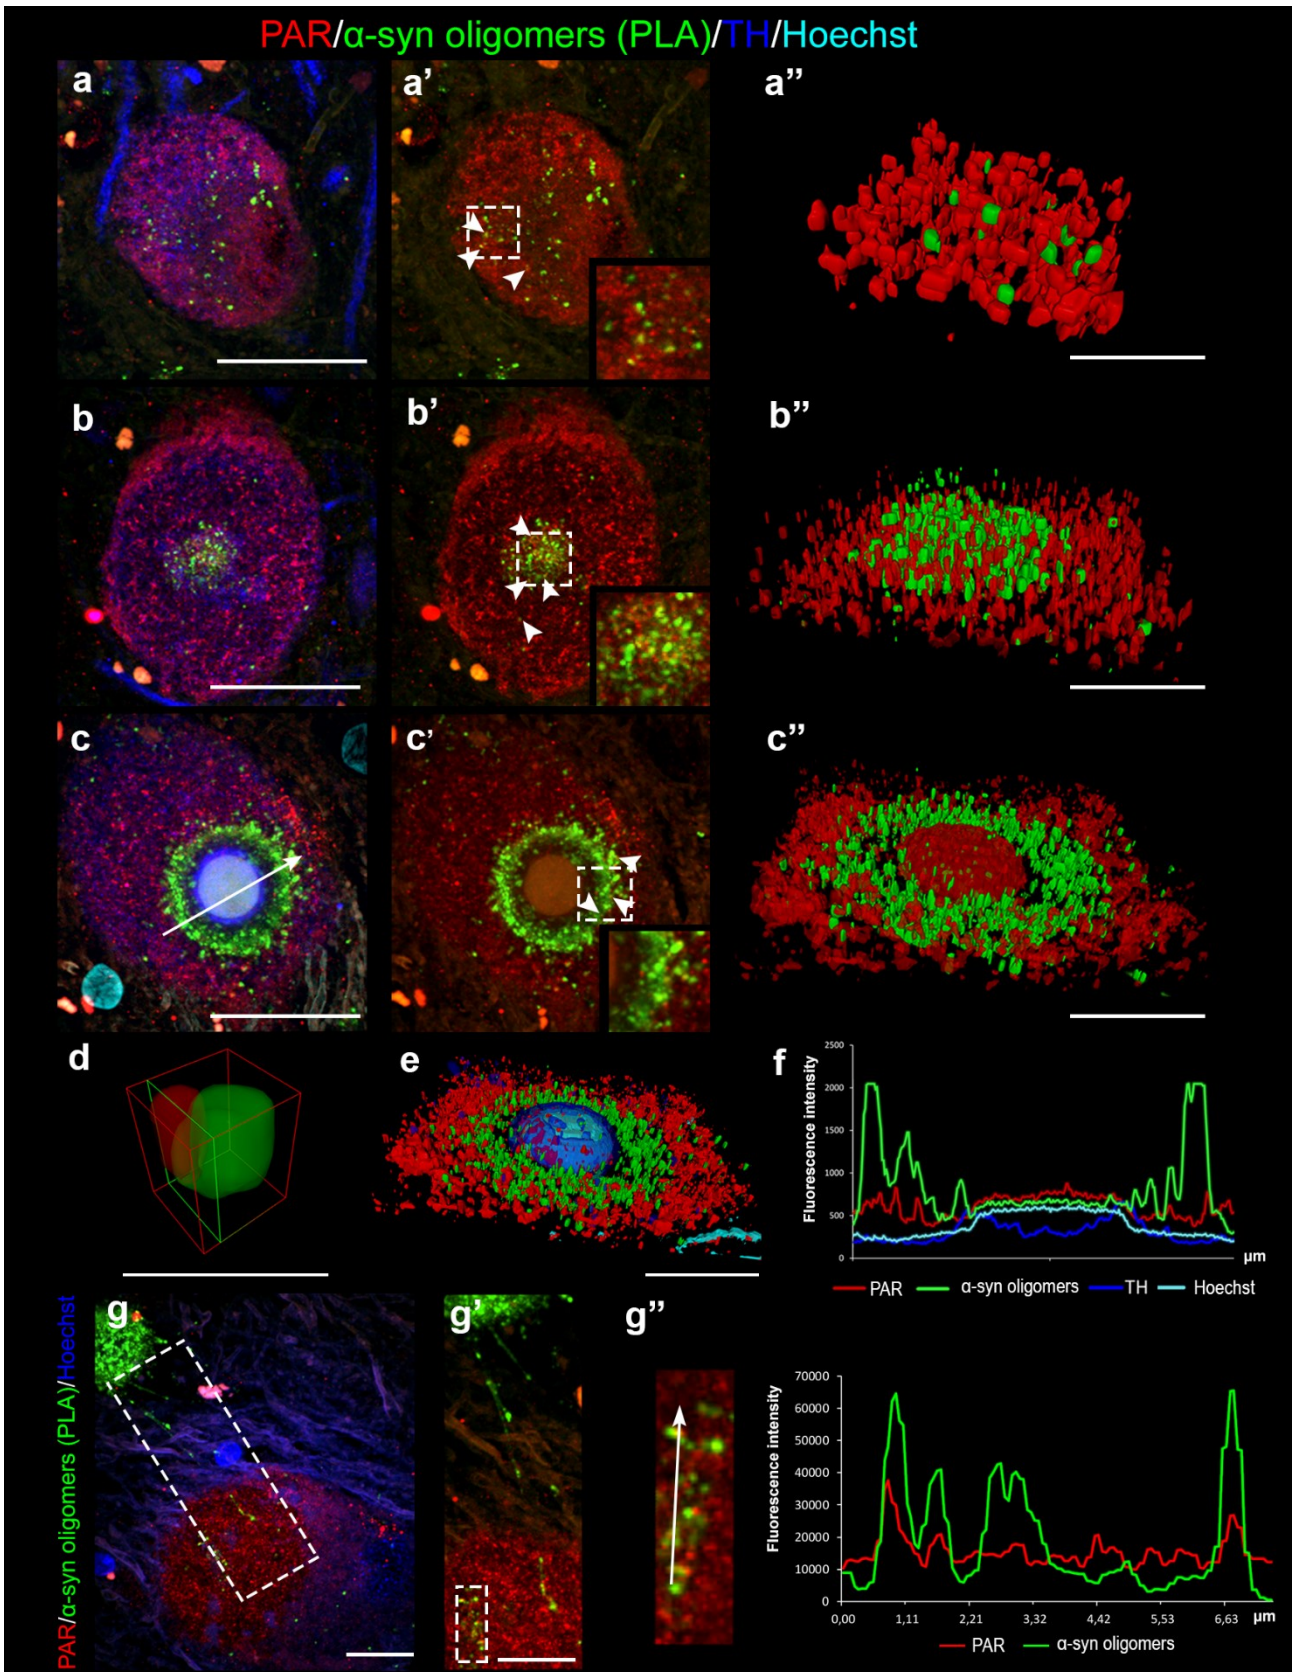 PAR/α-syn oligomers (PLA)/TH/Hoechst
a a’ a’’
b b’ b’’
c c’ c’’
d e f
Fluorescence intensity
2500
2000
1500
1000
500
0
µm
PAR α-syn oligomers TH Hoechst
g g’ g’’
PAR/α-syn oligomers (PLA)/Hoechst
Fluorescence intensity
70000
60000
50000
40000
30000
20000
10000
0
0,00 1,11 2,21 3,32 4,42 5,53 6,63 µm
PAR α-syn oligomers